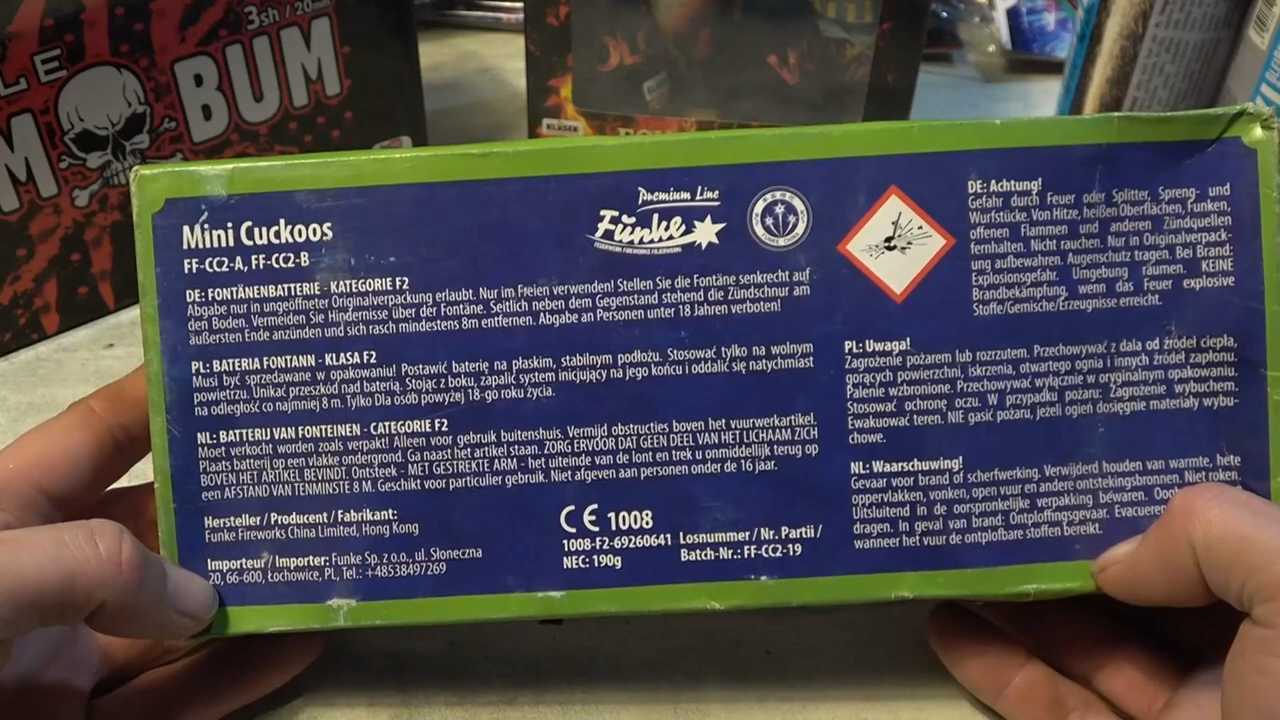 3sh / 20mm
LE
BUM
M
KLÄSEK
Mini Cuckoos
FF-CC2-A, FF-CC2-B
Premium Line
Funke
FEUERWERK FIREWORKS FAJERWERKI
FUNKE CHINA
DE: FONTÄNENBATTERIE - KATEGORIE F2
Abgabe nur in ungeöffneter Originalverpackung erlaubt. Nur im Freien verwenden! Stellen Sie die Fontäne senkrecht auf
den Boden. Vermeiden Sie Hindernisse über der Fontäne. Seitlich neben dem Gegenstand stehend die Zündschnur am
äußersten Ende anzünden und sich rasch mindestens 8m entfernen. Abgabe an Personen unter 18 Jahren verboten!
PL: BATERIA FONTANN - KLASA F2
Musi być sprzedawane w opakowaniu! Postawić baterię na płaskim, stabilnym podłożu. Stosować tylko na wolnym
powietrzu. Unikać przeszkód nad baterią. Stojąc z boku, zapalić system inicjujący na jego końcu i oddalić się natychmiast
na odległość co najmniej 8 m. Tylko Dla osób powyżej 18-go roku życia.
NL: BATTERIJ VAN FONTEINEN - CATEGORIE F2
Moet verkocht worden zoals verpakt! Alleen voor gebruik buitenshuis. Vermijd obstructies boven het vuurwerkartikel.
Plaats batterij op een vlakke ondergrond. Ga naast het artikel staan. ZORG ERVOOR DAT GEEN DEEL VAN HET LICHAAM ZICH
BOVEN HET ARTIKEL BEVINDT. Ontsteek - MET GESTREKTE ARM - het uiteinde van de lont en trek u onmiddellijk terug op
een AFSTAND VAN TENMINSTE 8 M. Geschikt voor particulier gebruik. Niet afgeven aan personen onder de 16 jaar.
Hersteller / Producent / Fabrikant:
Funke Fireworks China Limited, Hong Kong
Importeur / Importer: Funke Sp. z o.o., ul. Słoneczna
20, 66-600, Łochowice, PL, Tel.: +48538497269
CE 1008
1008-F2-69260641
NEC: 190g
Losnummer / Nr. Partii /
Batch-Nr.: FF-CC2-19
DE: Achtung!
Gefahr durch Feuer oder Splitter, Spreng- und
Wurfstücke. Von Hitze, heißen Oberflächen, Funken,
offenen Flammen und anderen Zündquellen
fernhalten. Nicht rauchen. Nur in Originalverpack-
ung aufbewahren. Augenschutz tragen. Bei Brand:
Explosionsgefahr. Umgebung räumen. KEINE
Brandbekämpfung, wenn das Feuer explosive
Stoffe/Gemische/Erzeugnisse erreicht.
PL: Uwaga!
Zagrożenie pożarem lub rozrzutem. Przechowywać z dala od źródeł ciepła,
gorących powierzchni, iskrzenia, otwartego ognia i innych źródeł zapłonu.
Palenie wzbronione. Przechowywać wyłącznie w oryginalnym opakowaniu.
Stosować ochronę oczu. W przypadku pożaru: Zagrożenie wybuchem.
Ewakuować teren. NIE gasić pożaru, jeżeli ogień dosięgnie materiały wybu-
chowe.
NL: Waarschuwing!
Gevaar voor brand of scherfwerking. Verwijderd houden van warmte, hete
oppervlakken, vonken, open vuur en andere ontstekingsbronnen. Niet roken.
Uitsluitend in de oorspronkelijke verpakking bewaren.
dragen. In geval van brand: Ontploffingsgevaar.
wanneer het vuur de ontplofbare stoffen bereikt.